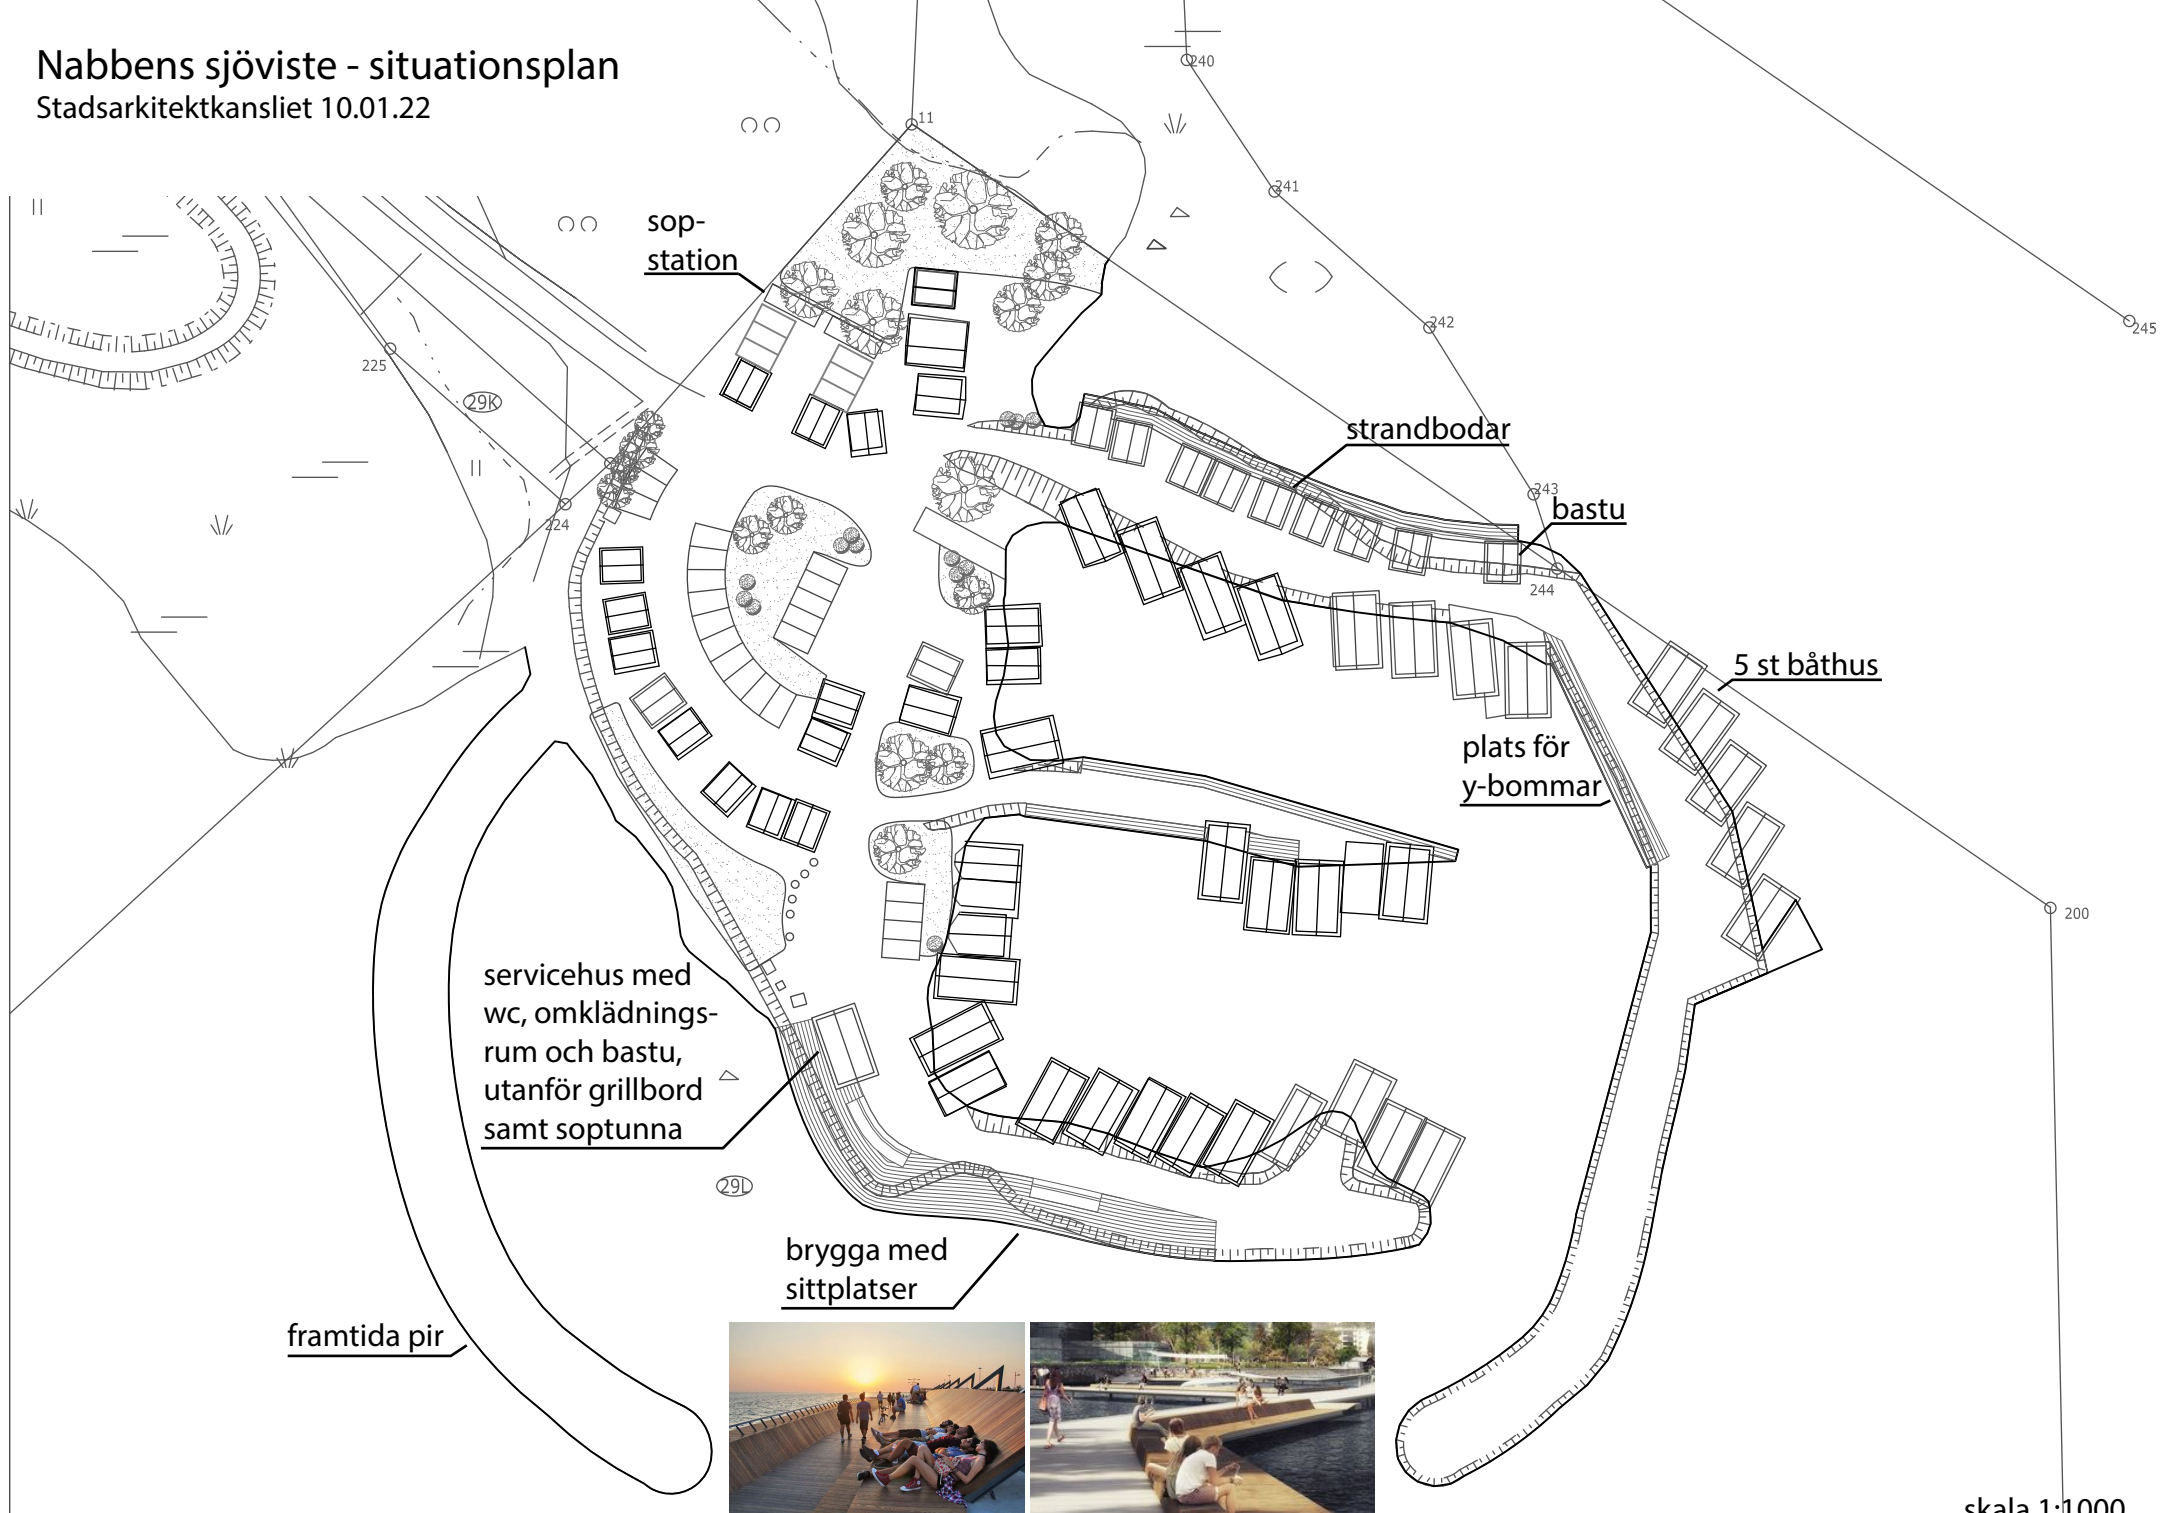 Nabbens sjöviste - situationsplan
Stadsarkitektkansliet 10.01.22
240
11
241
sop-
station
242
245
225
29K
strandbodar
243
bastu
224
244
5 st båthus
plats för
y-bommar
200
servicehus med
wc, omklädnings-
rum och bastu,
utanför grillbord
samt soptunna
29L
brygga med
sittplatser
framtida pir
skala 1:1000